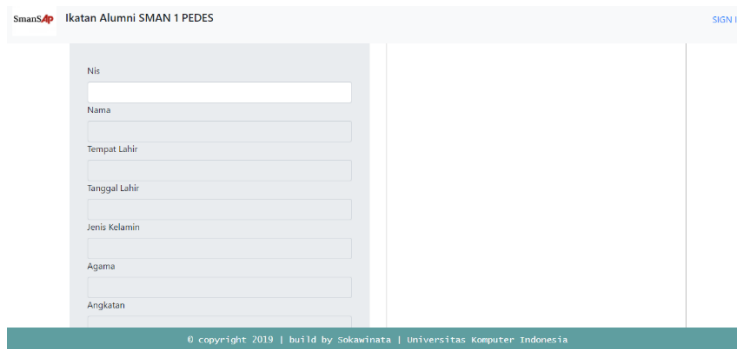 SmanSAp Ikatan Alumni SMAN 1 PEDES
SIGN I
Nis
Nama
Tempat Lahir
Tanggal Lahir
Jenis Kelamin
Agama
Angkatan
© copyright 2019 | build by Sokawinata | Universitas Komputer Indonesia